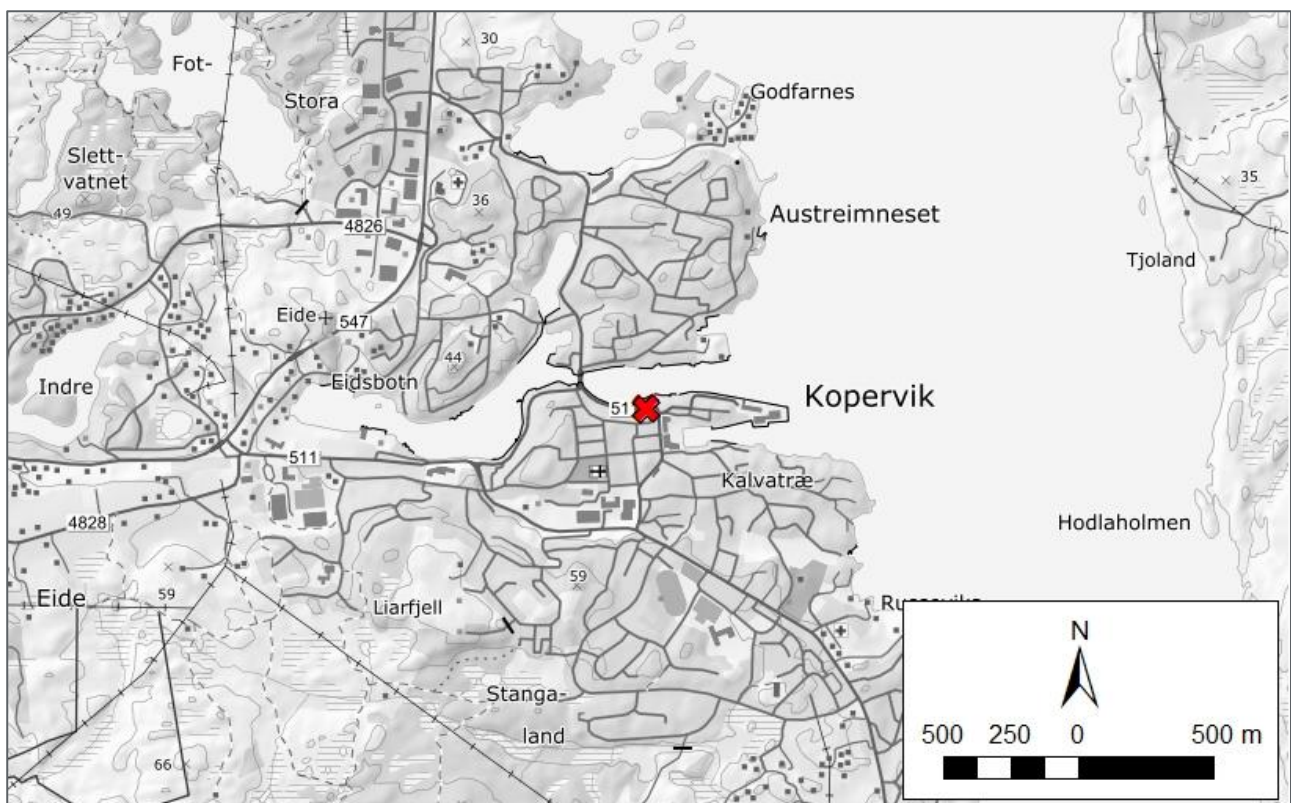 30
Fot-
Stora
Godfarnes
Slett-
vatnet
49
36
35
Austreimneset
4826
Tjoland
Eide
547
44
Indre
Eidsbotn
51
Kopervik
511
Kalvatræ
4828
Hodlaholmen
59
59
Eide
Liarfjell
N
Stanga-
land
66
500 250 0 500 m